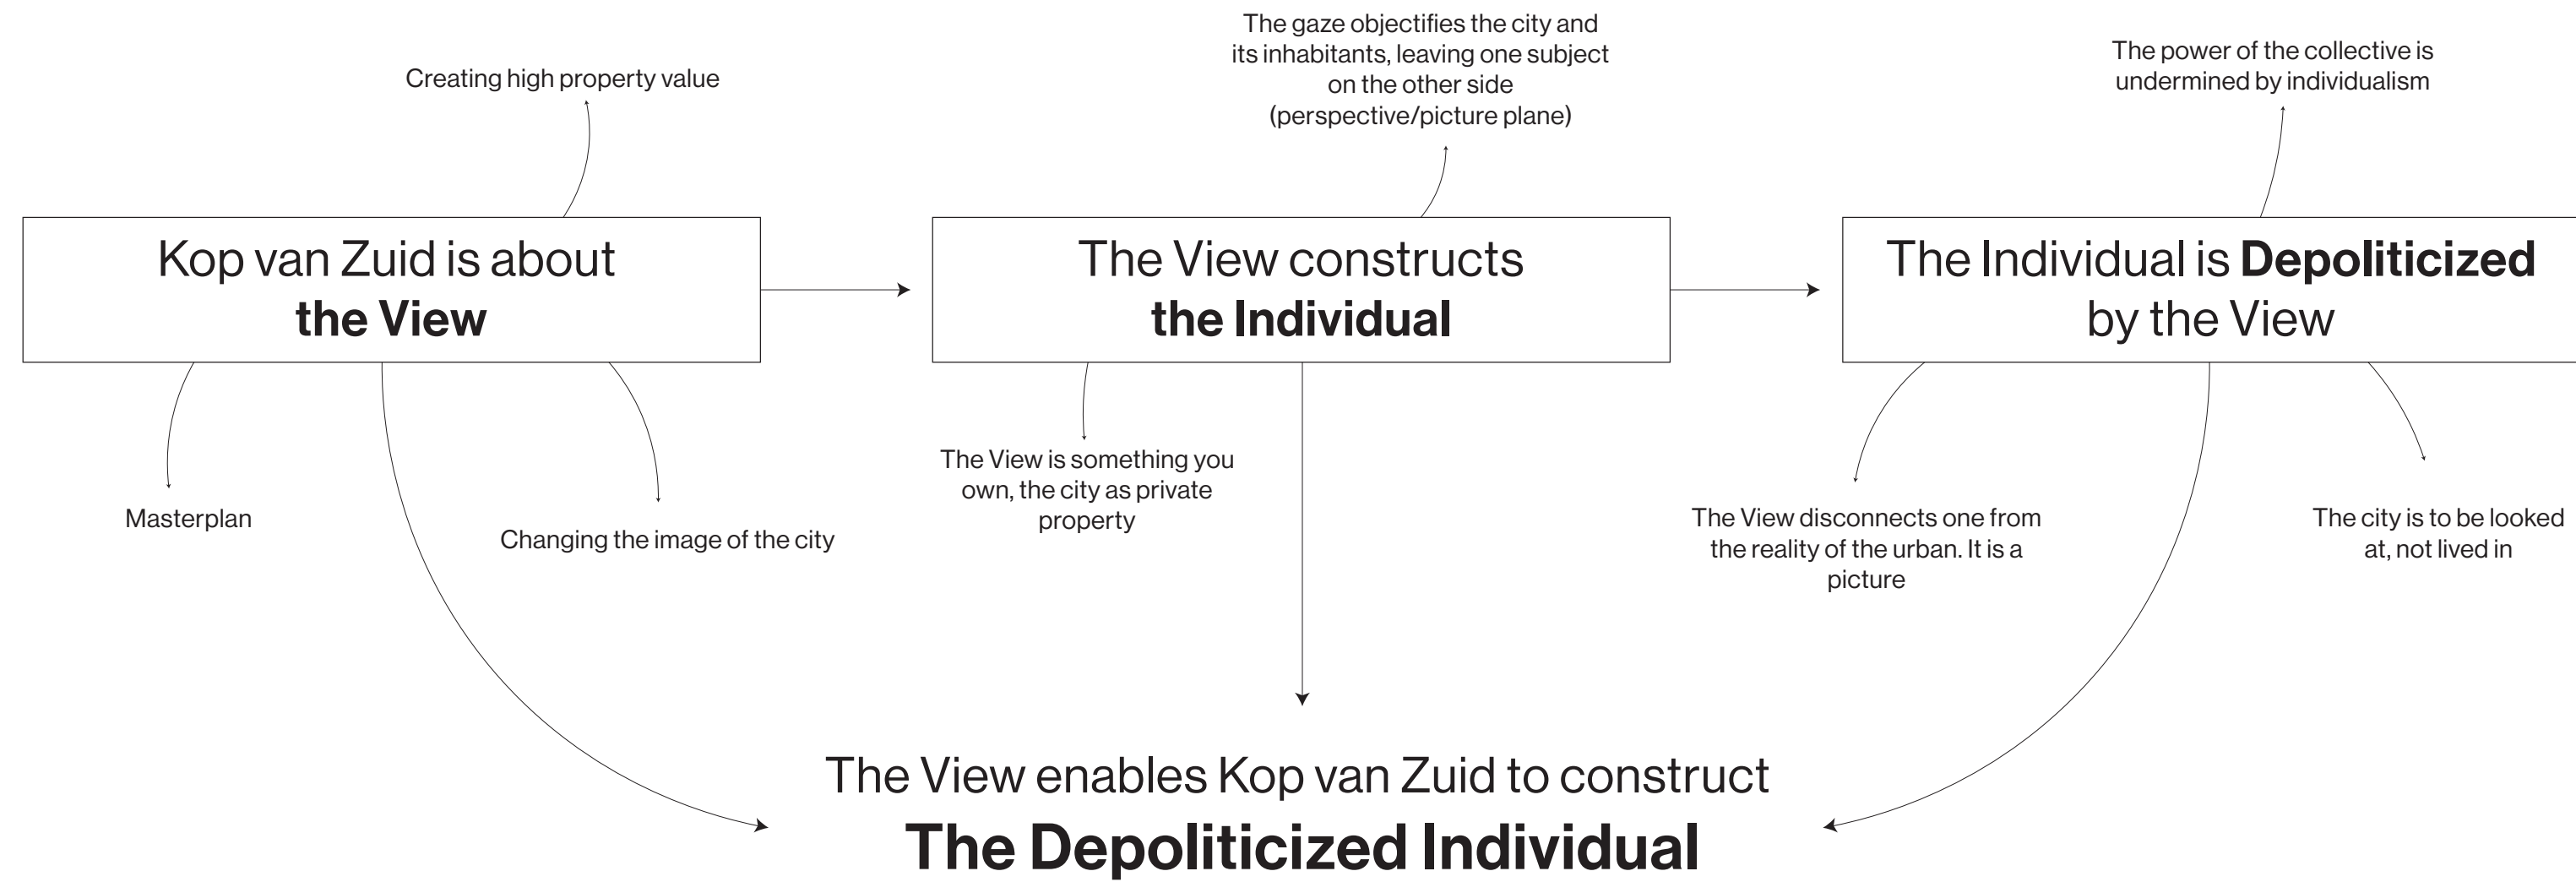 Creating high property value
The gaze objectifies the city and
its inhabitants, leaving one subject
on the other side
(perspective/picture plane)
The power of the collective is
undermined by individualism
Kop van Zuid is about
the View
The View constructs
the Individual
The Individual is Depoliticized
by the View
Masterplan
Changing the image of the city
The View is something you
own, the city as private
property
The View disconnects one from
the reality of the urban. It is a
picture
The city is to be looked
at, not lived in
The View enables Kop van Zuid to construct
The Depoliticized Individual